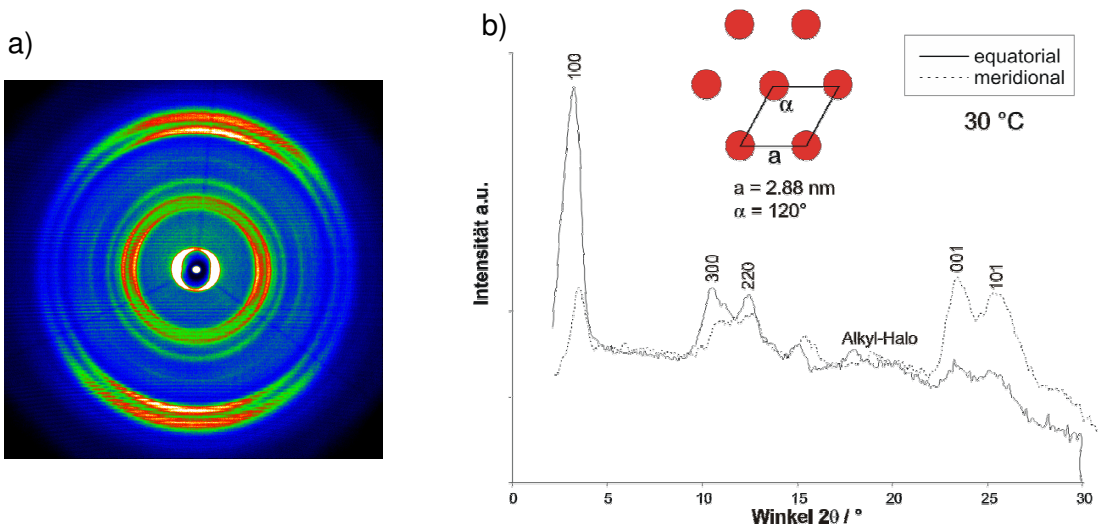 a)
b)
100
300
220
Alkyl-Halo
001
101
α
a
a = 2.88 nm
α = 120°
equatorial
meridional
30 °C
Intensität a.u.
0 5 10 15 20 25 30
Winkel 2θ / °